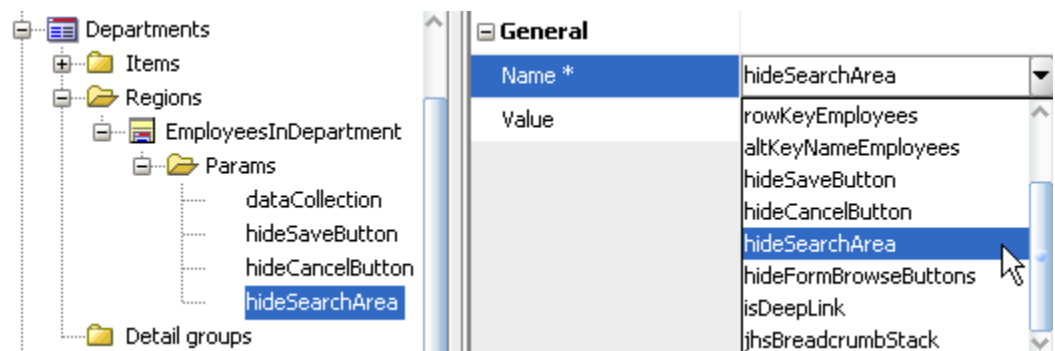 Departments
Items
Regions
EmployeesInDepartment
Params
dataCollection
hideSaveButton
hideCancelButton
hideSearchArea
Detail groups
General
Name *
hideSearchArea
Value
rowKeyEmployees
altKeyNameEmployees
hideSaveButton
hideCancelButton
hideSearchArea
hideFormBrowseButtons
isDeepLink
jhsBreadcrumbStack